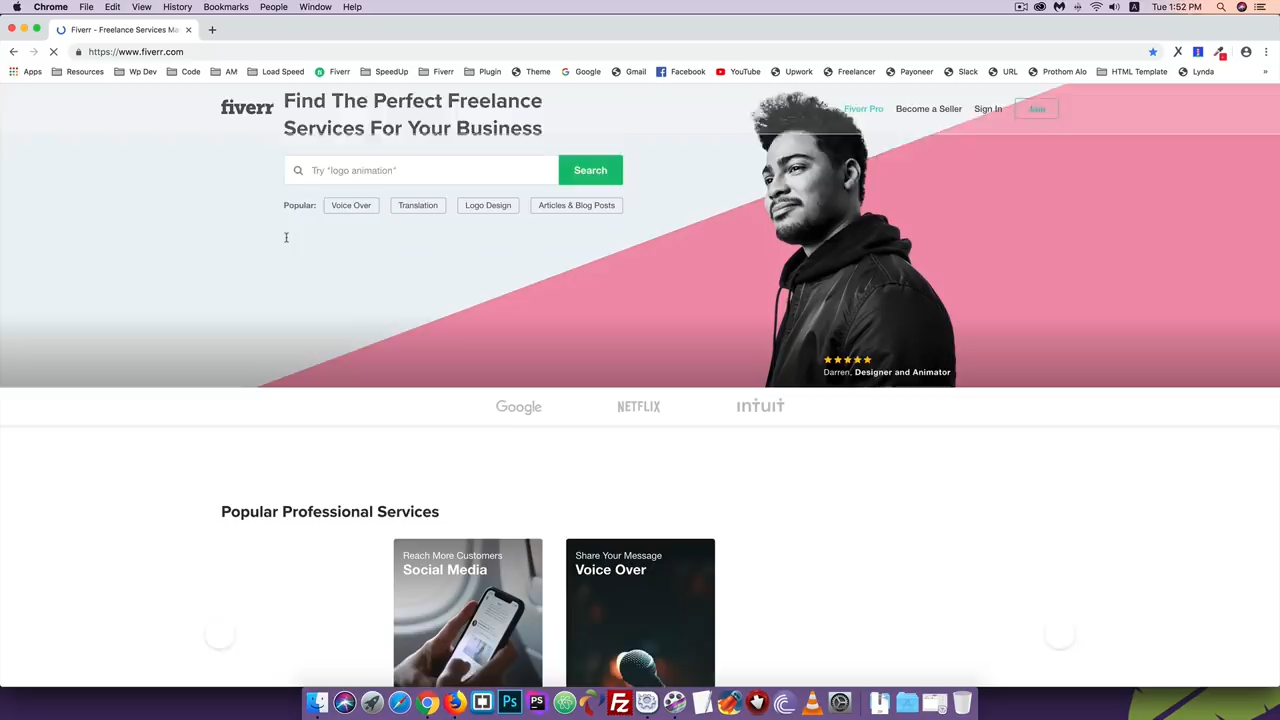 Chrome File Edit View History Bookmarks People Window Help
Tue 1:52 PM
Fiverr - Freelance Services Ma
https://www.fiverr.com
Apps Resources Wp Dev Code AM Load Speed Fiverr SpeedUp Fiverr Plugin Theme Google Gmail Facebook YouTube Upwork Freelancer Payoneer Slack URL Prothom Alo HTML Template Lynda »
fiverr
Find The Perfect Freelance
Services For Your Business
Fiverr Pro Become a Seller Sign In Join
Try "logo animation"
Search
Popular: Voice Over Translation Logo Design Articles & Blog Posts
Darren, Designer and Animator
Google NETFLIX intuit
Popular Professional Services
Reach More Customers
Social Media
Share Your Message
Voice Over